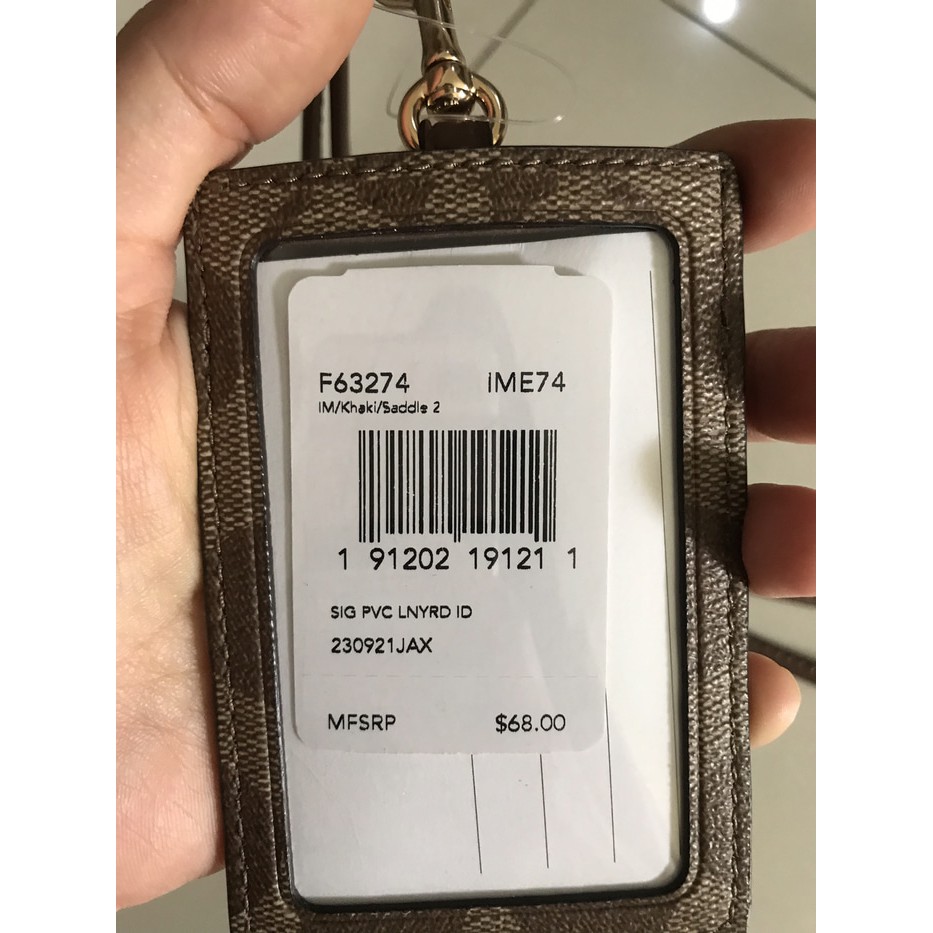 F63274 iME74
IM/Khaki/Saddle 2
1 91202 19121 1
SIG PVC LNYRD ID
230921JAX
MFSRP $68.00